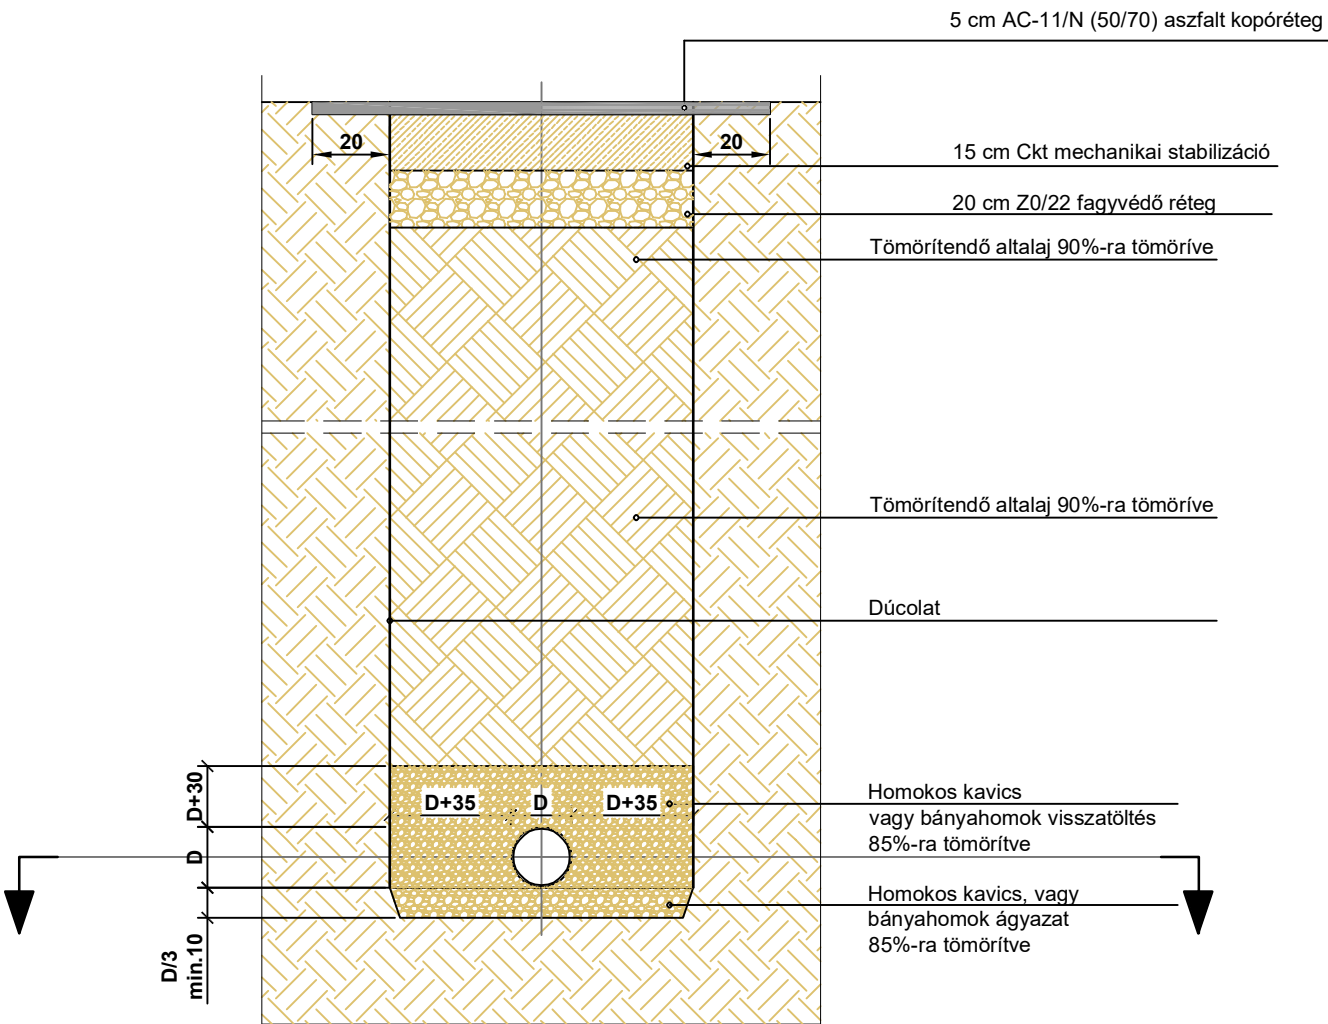 5 cm AC-11/N (50/70) aszfalt kopóréteg
20
20
15 cm Ckt mechanikai stabilizáció
20 cm Z0/22 fagyvédő réteg
Tömörítendő altalaj 90%-ra tömöríve
Tömörítendő altalaj 90%-ra tömöríve
Dúcolat
D+30
D+35
D
D+35
Homokos kavics
vagy bányahomok visszatöltés
85%-ra tömörítve
D
Homokos kavics, vagy
bányahomok ágyazat
85%-ra tömörítve
D/3
min.10